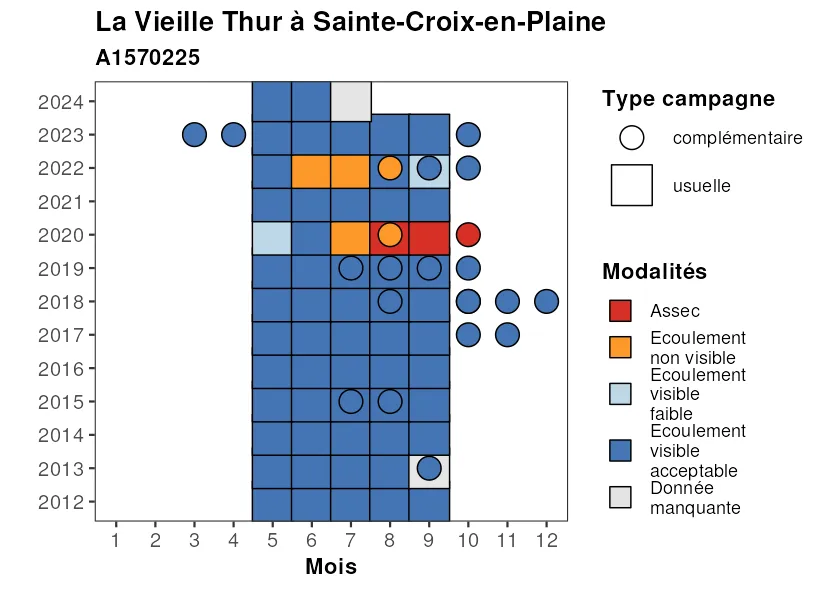 La Vieille Thur à Sainte-Croix-en-Plaine
A1570225
2024
2023
2022
2021
2020
2019
2018
2017
2016
2015
2014
2013
2012
1 2 3 4 5 6 7 8 9 10 11 12
Mois
Type campagne
complémentaire
usuelle
Modalités
Assec
Ecoulement
non visible
Ecoulement
visible
faible
Ecoulement
visible
acceptable
Donnée
manquante